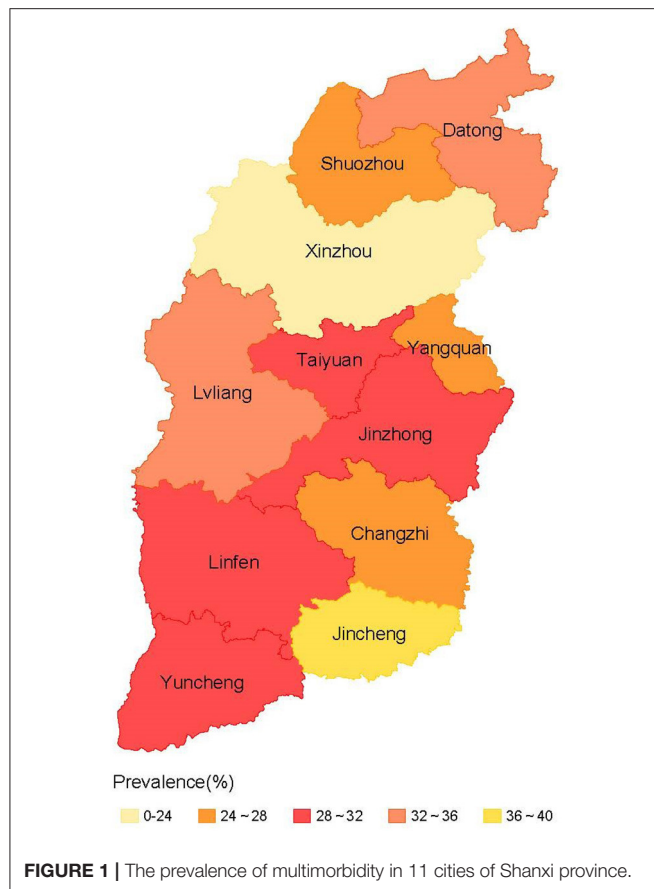 Datong
Shuozhou
Xinzhou
Taiyuan
Yangquan
Lvliang
Jinzhong
Changzhi
Linfen
Jincheng
Yuncheng
Prevalence(%)
0-24 24 ~ 28 28 ~ 32 32 ~ 36 36 ~ 40
FIGURE 1 | The prevalence of multimorbidity in 11 cities of Shanxi province.